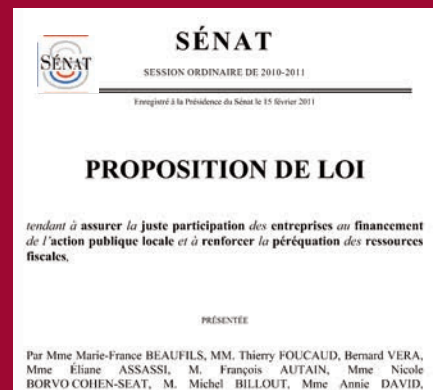 SÉNAT
SÉNAT
SESSION ORDINAIRE DE 2010-2011
Enregistré à la Présidence du Sénat le 15 février 2011
PROPOSITION DE LOI
tendant à assurer la juste participation des entreprises au financement
de l'action publique locale et à renforcer la péréquation des ressources
fiscales,
PRÉSENTÉE
Par Mme Marie-France BEAUFILS, MM. Thierry FOUCAUD, Bernard VERA,
Mme Éliane ASSASSI, M. François AUTAIN, Mme Nicole
BORVO COHEN-SEAT, M. Michel BILLOUT, Mme Annie DAVID,